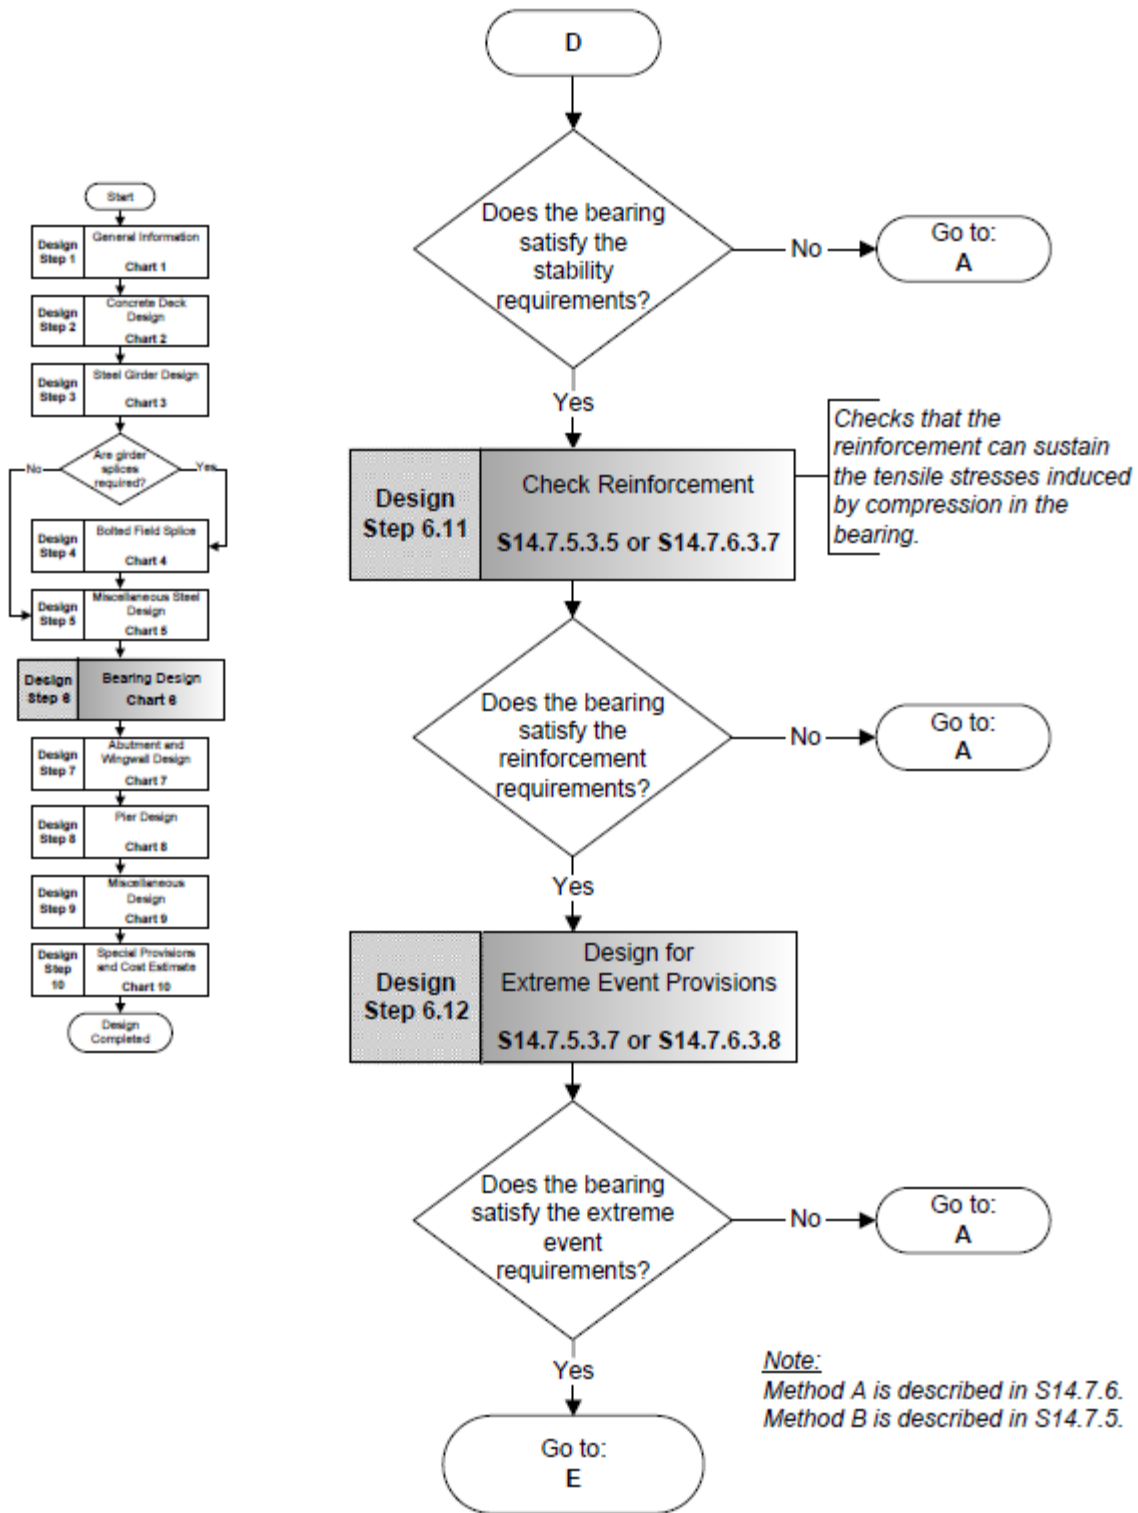 Start
Design
Step 1
General Information
Chart 1
Design
Step 2
Concrete Deck
Design
Chart 2
Design
Step 3
Steel Girder Design
Chart 3
Are girder
splices
required?
No
Yes
Design
Step 4
Bolted Field Splice
Chart 4
Design
Step 5
Miscellaneous Steel
Design
Chart 5
Design
Step 6
Bearing Design
Chart 6
Design
Step 7
Abutment and
Wingwall Design
Chart 7
Design
Step 8
Pier Design
Chart 8
Design
Step 9
Miscellaneous
Design
Chart 9
Design
Step
10
Special Provisions
and Cost Estimate
Chart 10
Design
Completed
D
Does the bearing
satisfy the
stability
requirements?
No
Go to:
A
Yes
Design
Step 6.11
Check Reinforcement
S14.7.5.3.5 or S14.7.6.3.7
Checks that the
reinforcement can sustain
the tensile stresses induced
by compression in the
bearing.
Does the bearing
satisfy the
reinforcement
requirements?
No
Go to:
A
Yes
Design
Step 6.12
Design for
Extreme Event Provisions
S14.7.5.3.7 or S14.7.6.3.8
Does the bearing
satisfy the extreme
event
requirements?
No
Go to:
A
Yes
Go to:
E
Note:
Method A is described in S14.7.6.
Method B is described in S14.7.5.